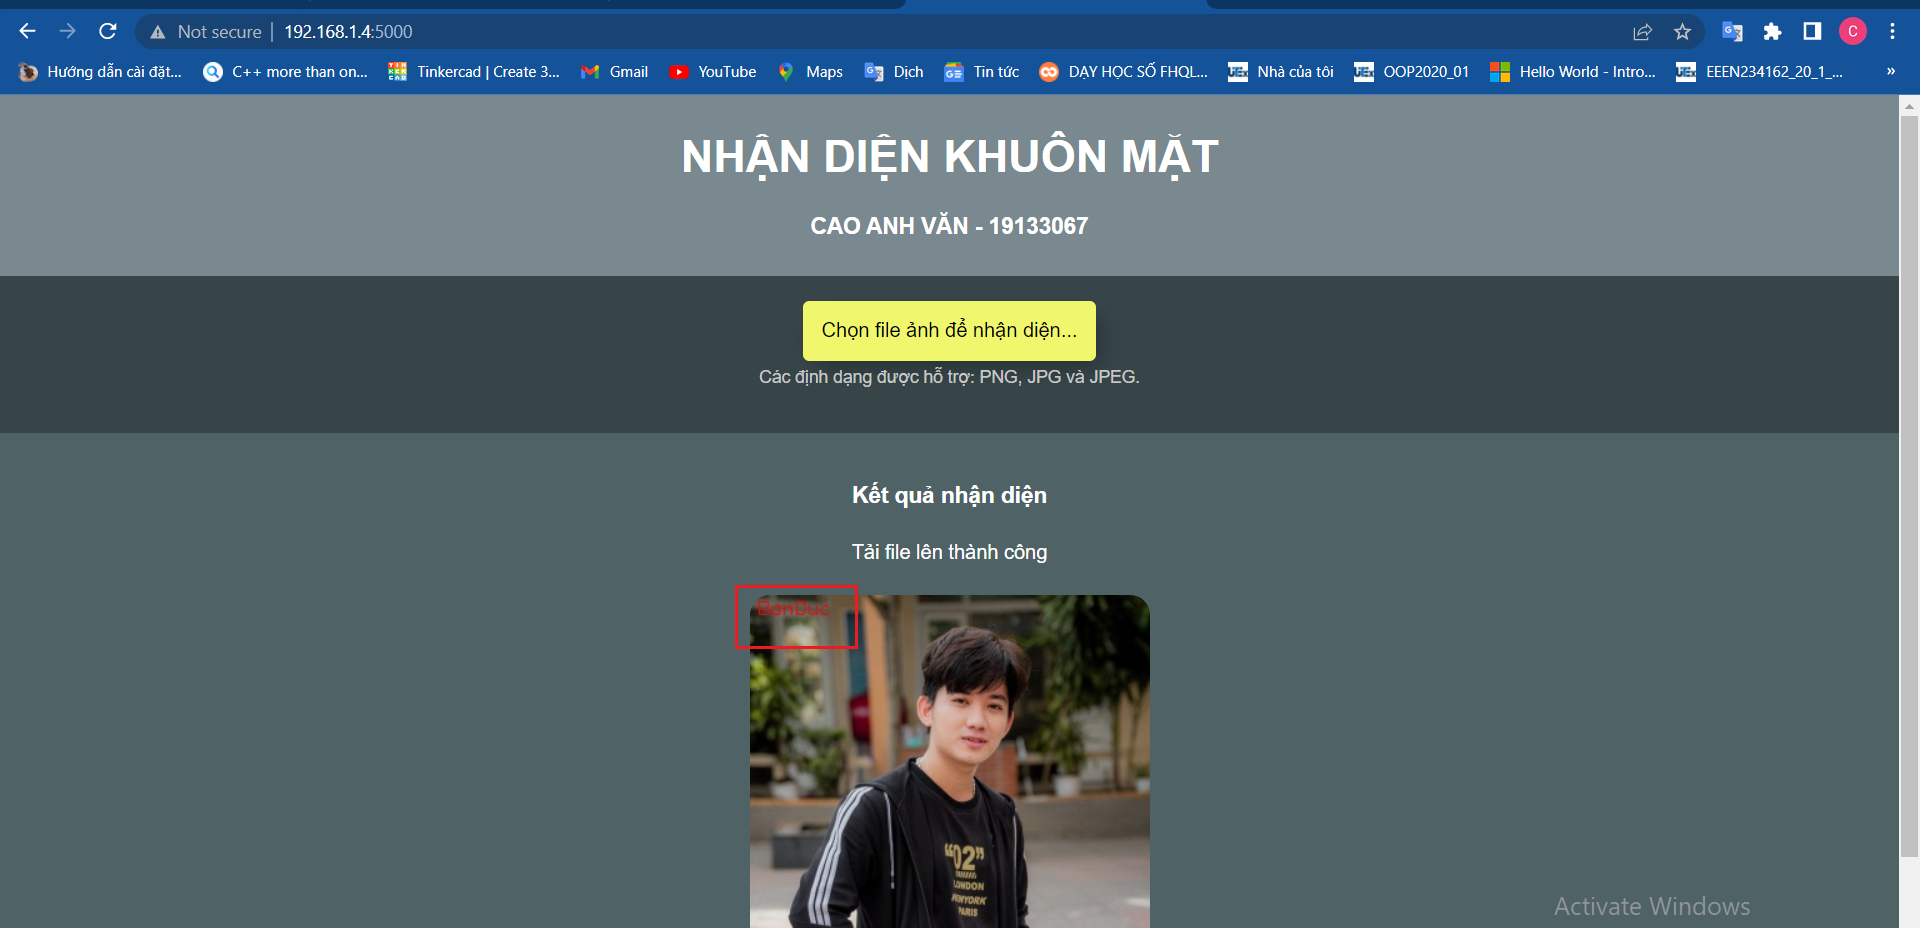 Not secure | 192.168.1.4:5000
Hướng dẫn cài đặt... C++ more than on... Tinkercad | Create 3... Gmail YouTube Maps Dịch Tin tức DẠY HỌC SỐ FHQL... Nhà của tôi OOP2020_01 Hello World - Intro... EEEN234162_20_1_... »
NHẬN DIỆN KHUÔN MẶT
CAO ANH VĂN - 19133067
Chọn file ảnh để nhận diện...
Các định dạng được hỗ trợ: PNG, JPG và JPEG.
Kết quả nhận diện
Tải file lên thành công
BanDuc
“02”
LONDON
NEWYORK
PARIS
Activate Windows